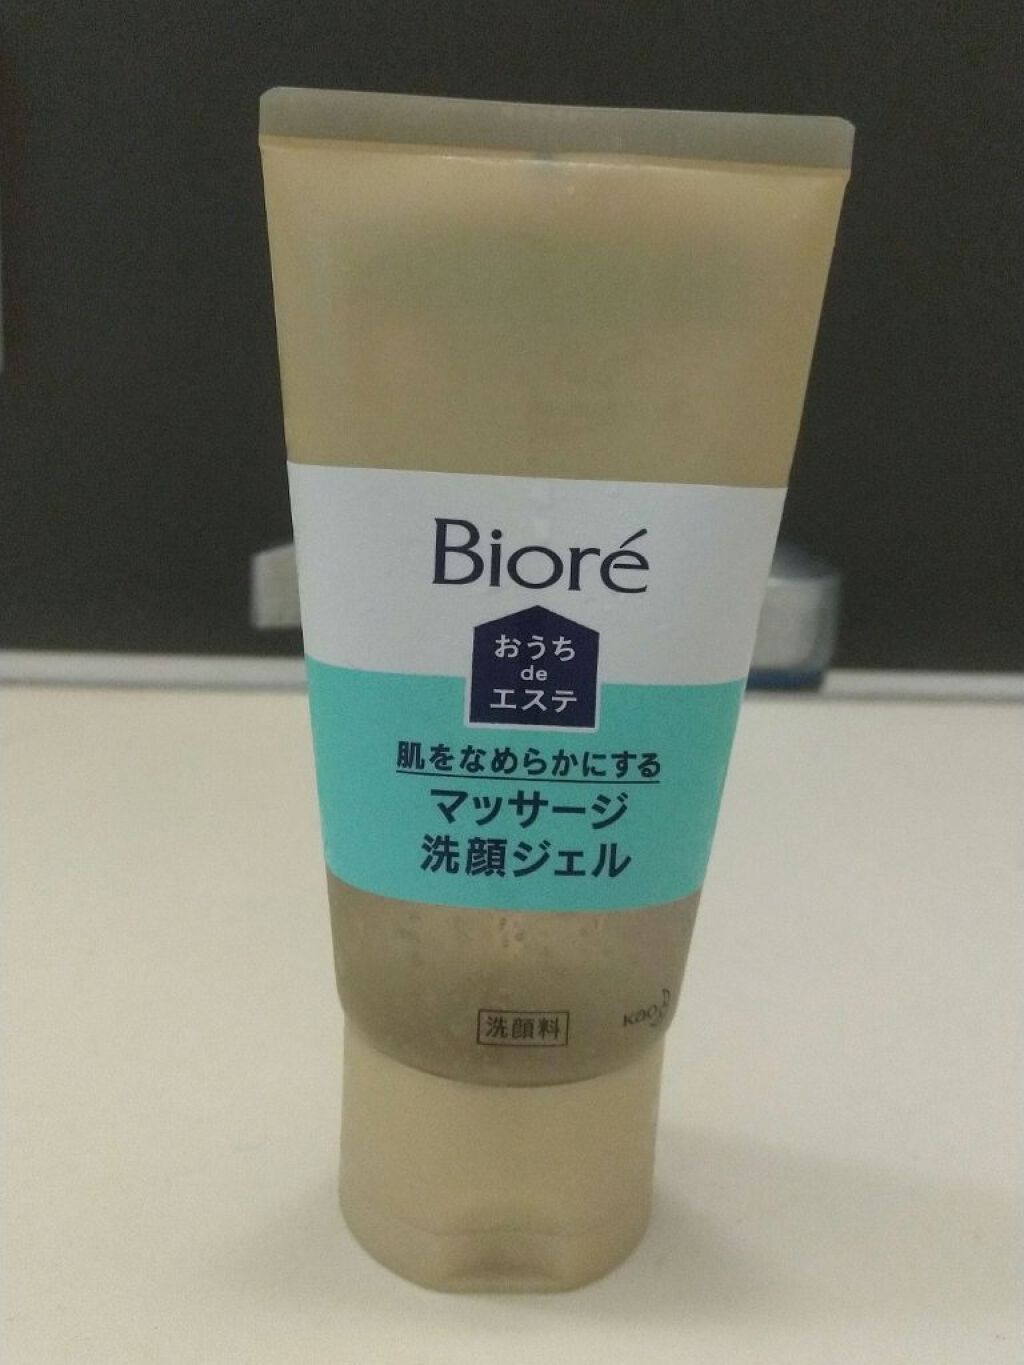 Bioré
おうち
de
エステ
肌をなめらかにする
マッサージ
洗顔ジェル
洗顔料
Kao